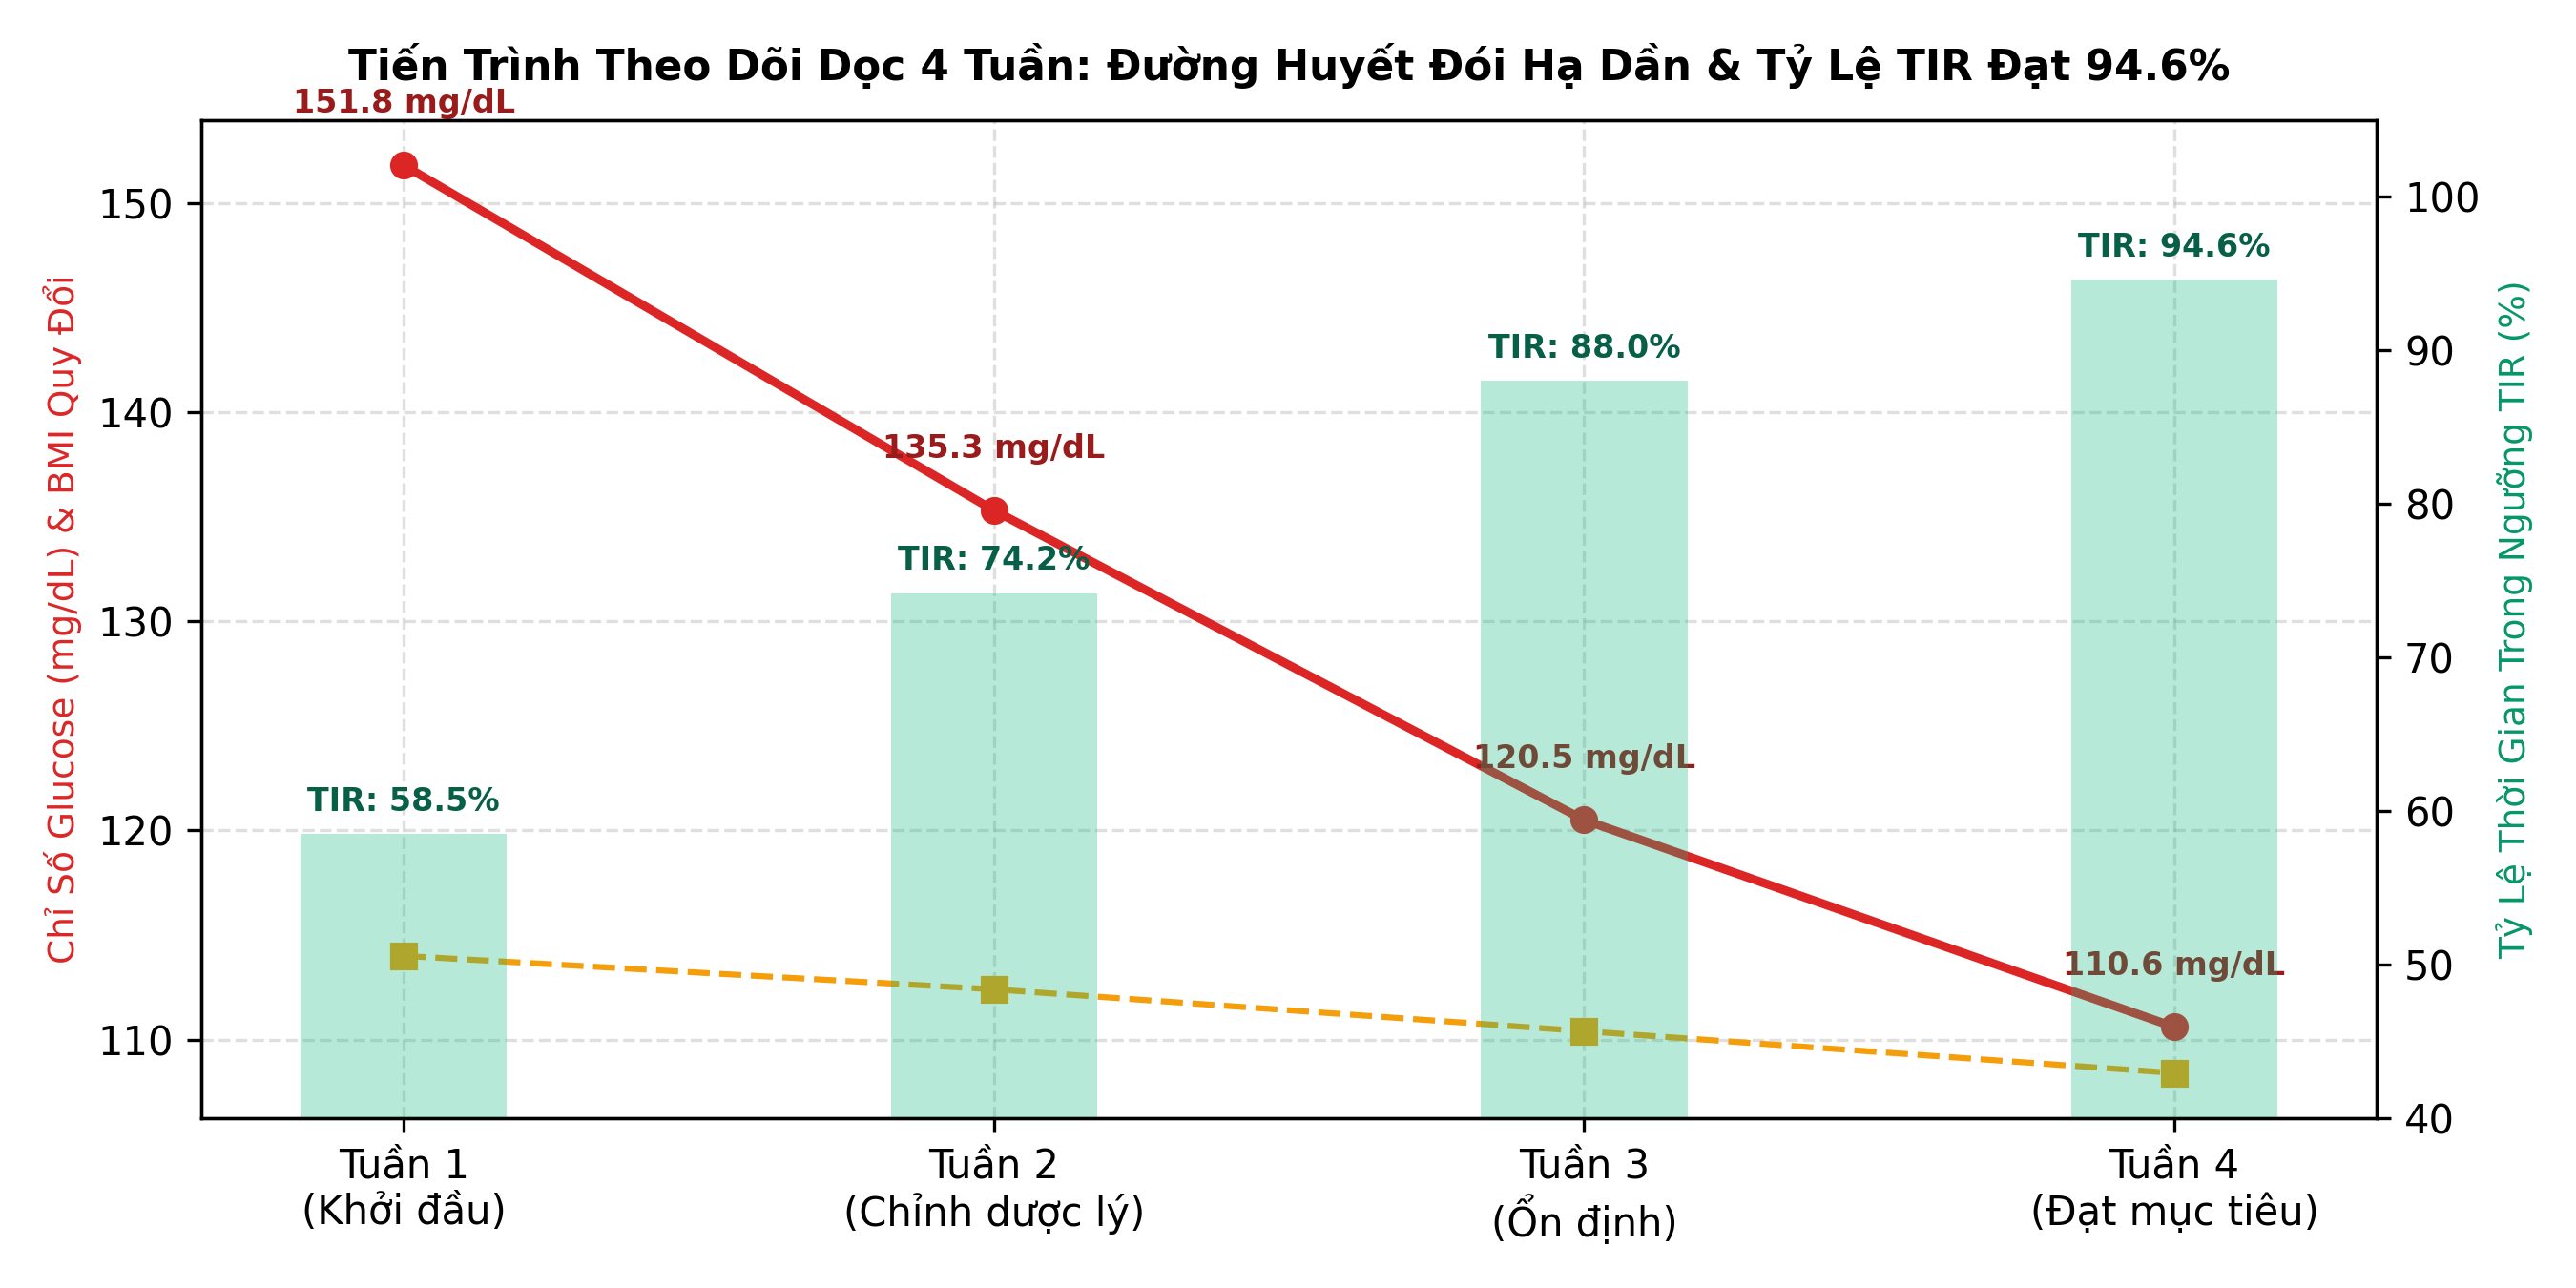 Tiến Trình Theo Dõi Dọc 4 Tuần: Đường Huyết Đói Hạ Dần & Tỷ Lệ TIR Đạt 94.6%
Chỉ Số Glucose (mg/dL) & BMI Quy Đổi
150
140
130
120
110
151.8 mg/dL
135.3 mg/dL
120.5 mg/dL
110.6 mg/dL
TIR: 58.5%
TIR: 74.2%
TIR: 88.0%
TIR: 94.6%
100
90
80
70
60
50
40
Tỷ Lệ Thời Gian Trong Ngưỡng TIR (%)
Tuần 1
(Khởi đầu)
Tuần 2
(Chỉnh dược lý)
Tuần 3
(Ổn định)
Tuần 4
(Đạt mục tiêu)